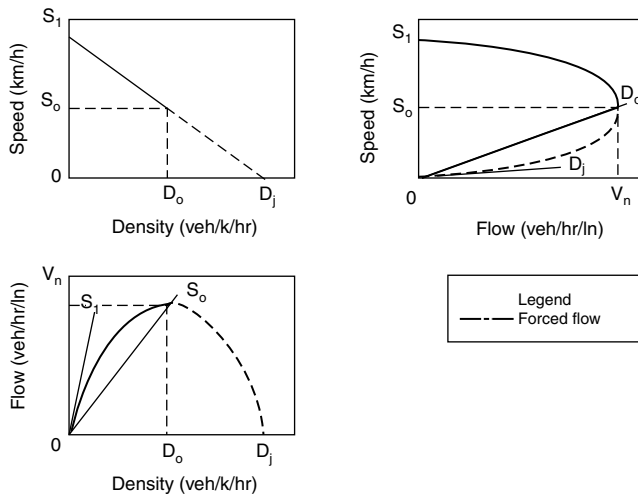 S1
Speed (km/h)
So
0
Do
Dj
Density (veh/k/hr)
S1
Speed (km/h)
So
Do
Dj
0
Vn
Flow (veh/hr/ln)
Vn
S1
So
Flow (veh/hr/ln)
0
Do
Dj
Density (veh/k/hr)
Legend
Forced flow